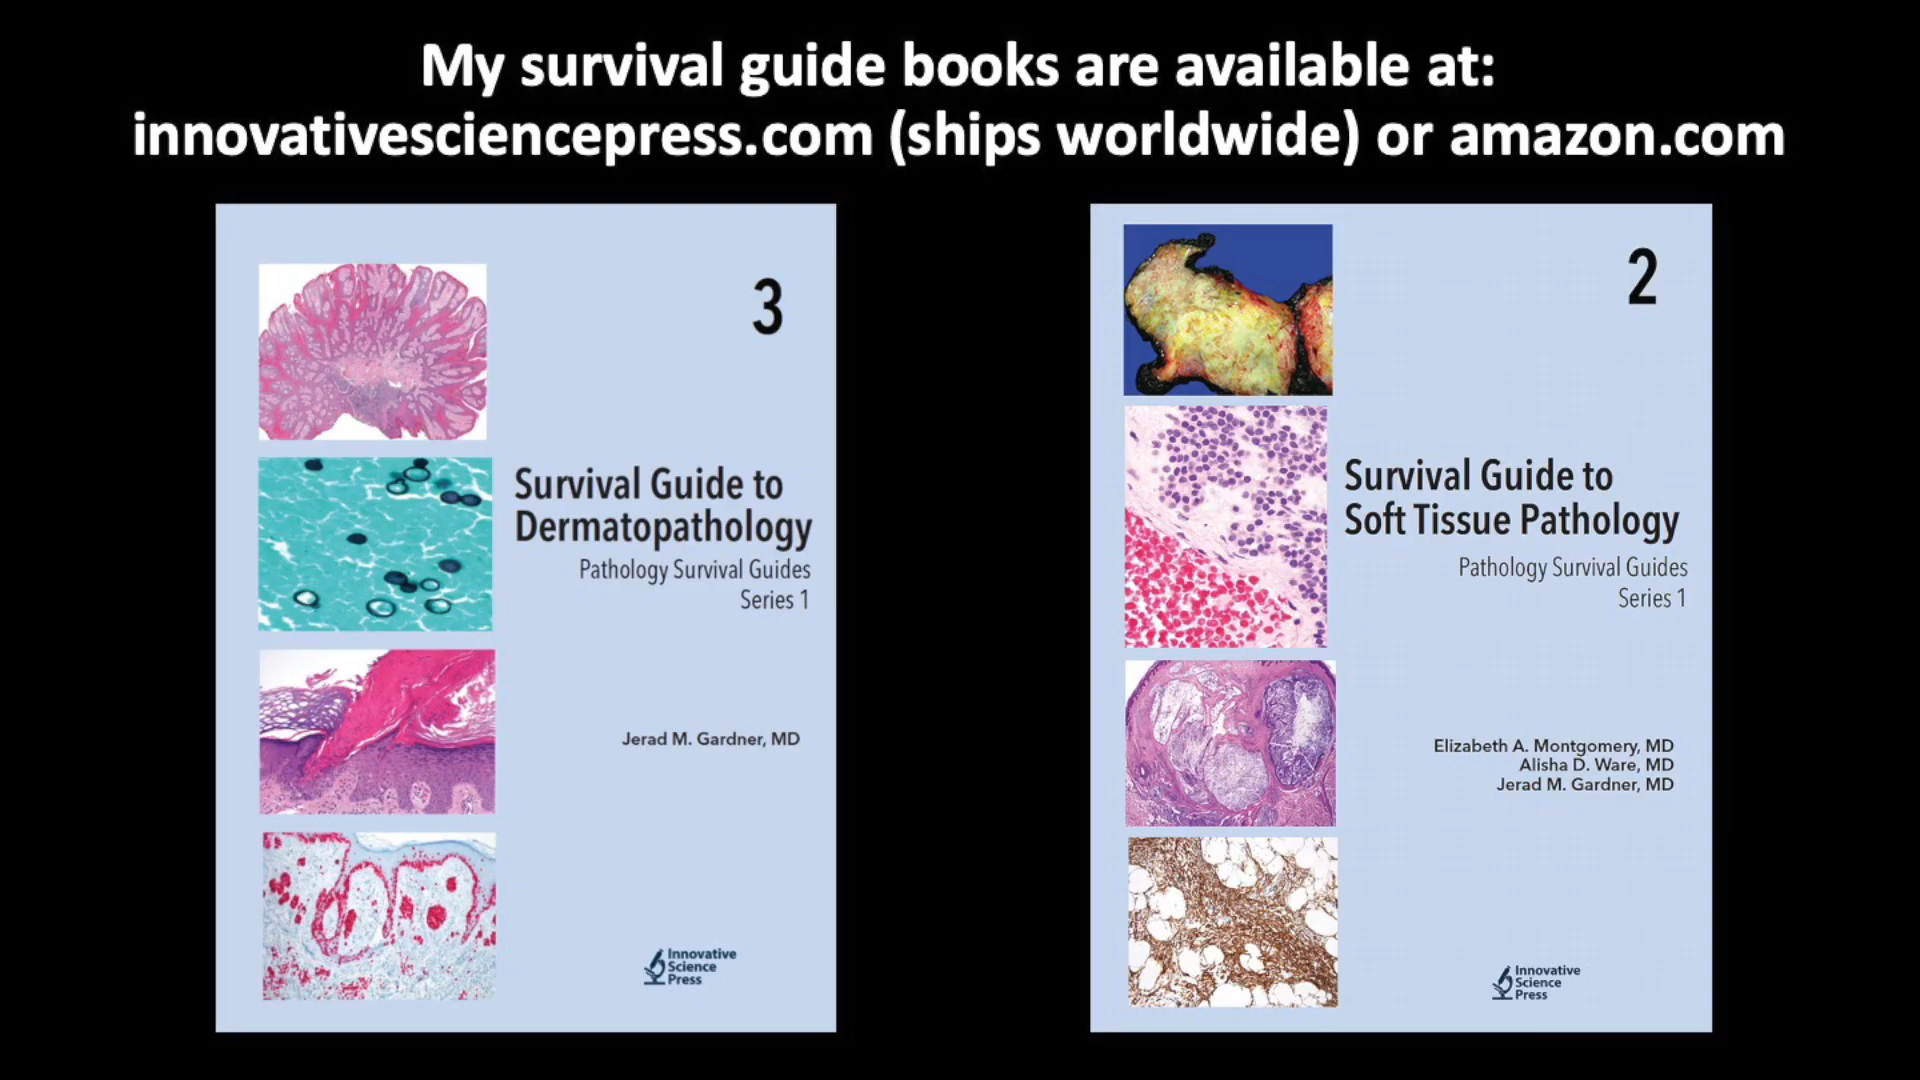 My survival guide books are available at:
innovativesciencepress.com (ships worldwide) or amazon.com
3
Survival Guide to
Dermatopathology
Pathology Survival Guides
Series 1
Jerad M. Gardner, MD
Innovative
Science
Press
2
Survival Guide to
Soft Tissue Pathology
Pathology Survival Guides
Series 1
Elizabeth A. Montgomery, MD
Alisha D. Ware, MD
Jerad M. Gardner, MD
Innovative
Science
Press